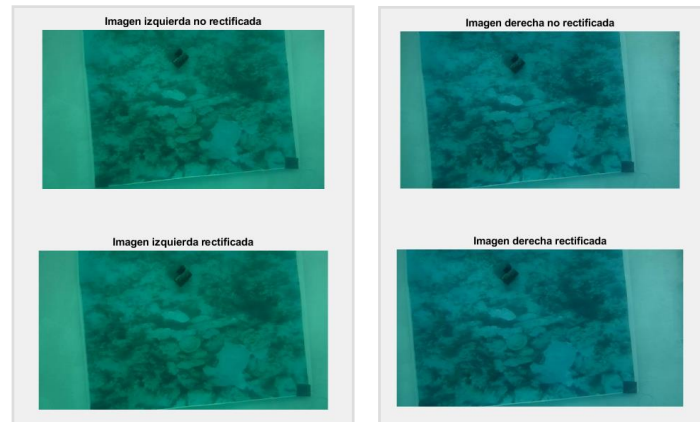 Imagen izquierda no rectificada
Imagen derecha no rectificada
Imagen izquierda rectificada
Imagen derecha rectificada